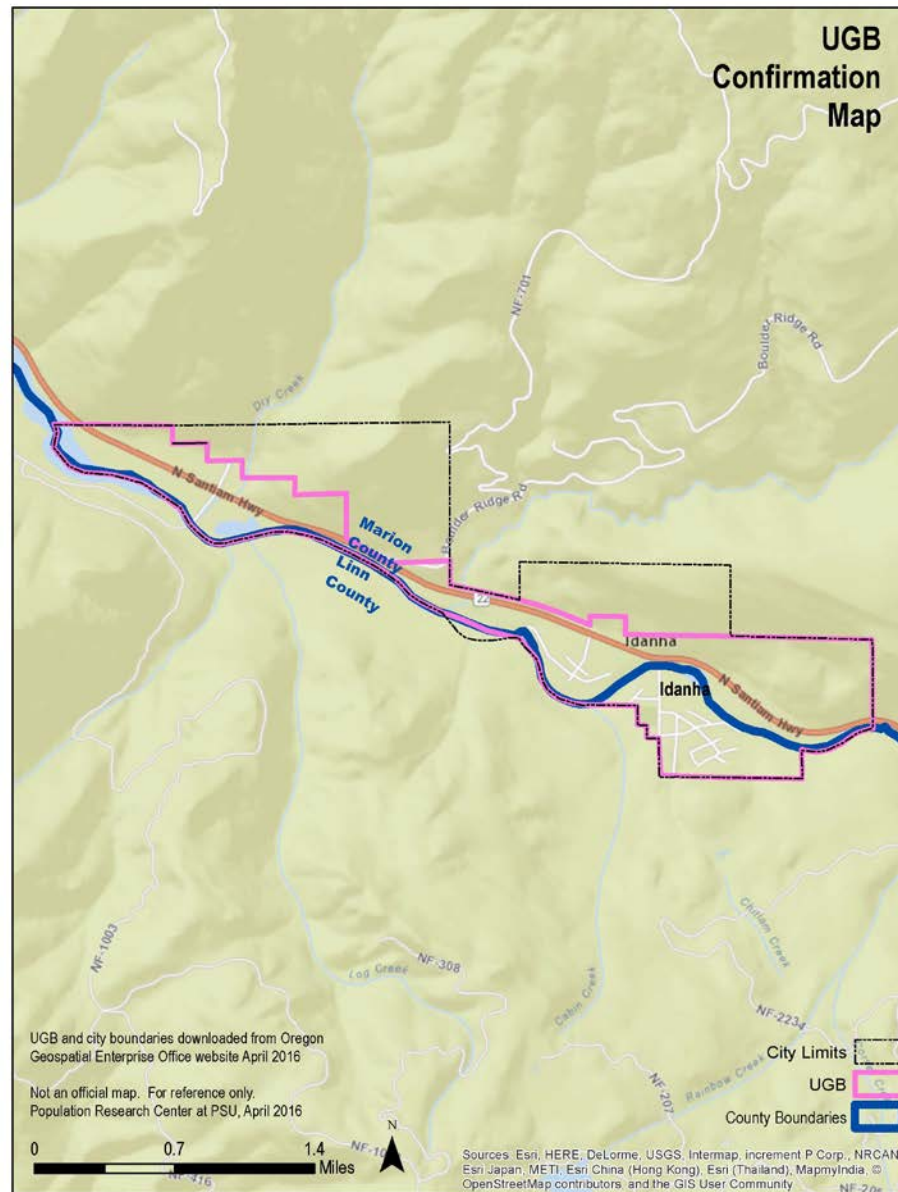 UGB
Confirmation
Map
NF-701
Boulder Ridge Rd
Dry Creek
N Santiam Hwy
Boulder Ridge Rd
Marion
County
Linn
County
22
Idanha
Idanha
N Santiam Hwy
NF-1003
NF-308
Log Creek
Cabin Creek
Chittam Creek
NF-2234
Rainbow Creek
NF-207
UGB and city boundaries downloaded from Oregon
Geospatial Enterprise Office website April 2016
Not an official map. For reference only.
Population Research Center at PSU, April 2016
City Limits
UGB
County Boundaries
0 0.7 1.4
Miles
N
NF-416
Sources: Esri, HERE, DeLorme, USGS, Intermap, increment P Corp., NRCAN,
Esri Japan, METI, Esri China (Hong Kong), Esri (Thailand), MapmyIndia, ©
OpenStreetMap contributors, and the GIS User Community